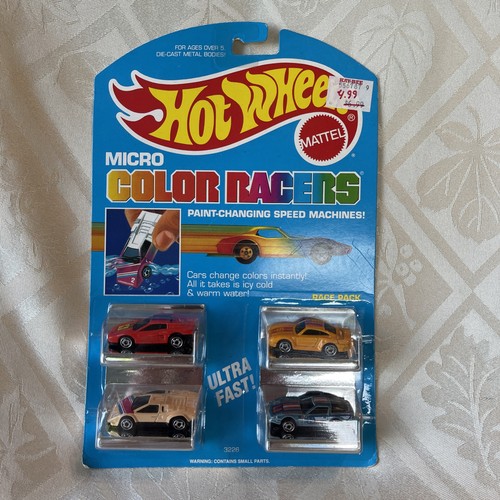 FOR AGES OVER 5
DIE-CAST METAL BODIES!
HOT WHEELS
®
MATTEL
MICRO
COLOR RACERS®
PAINT-CHANGING SPEED MACHINES!
Cars change colors instantly!
All it takes is icy cold
& warm water!
RACE PACK
ULTRA
FAST!
3226
WARNING: CONTAINS SMALL PARTS.